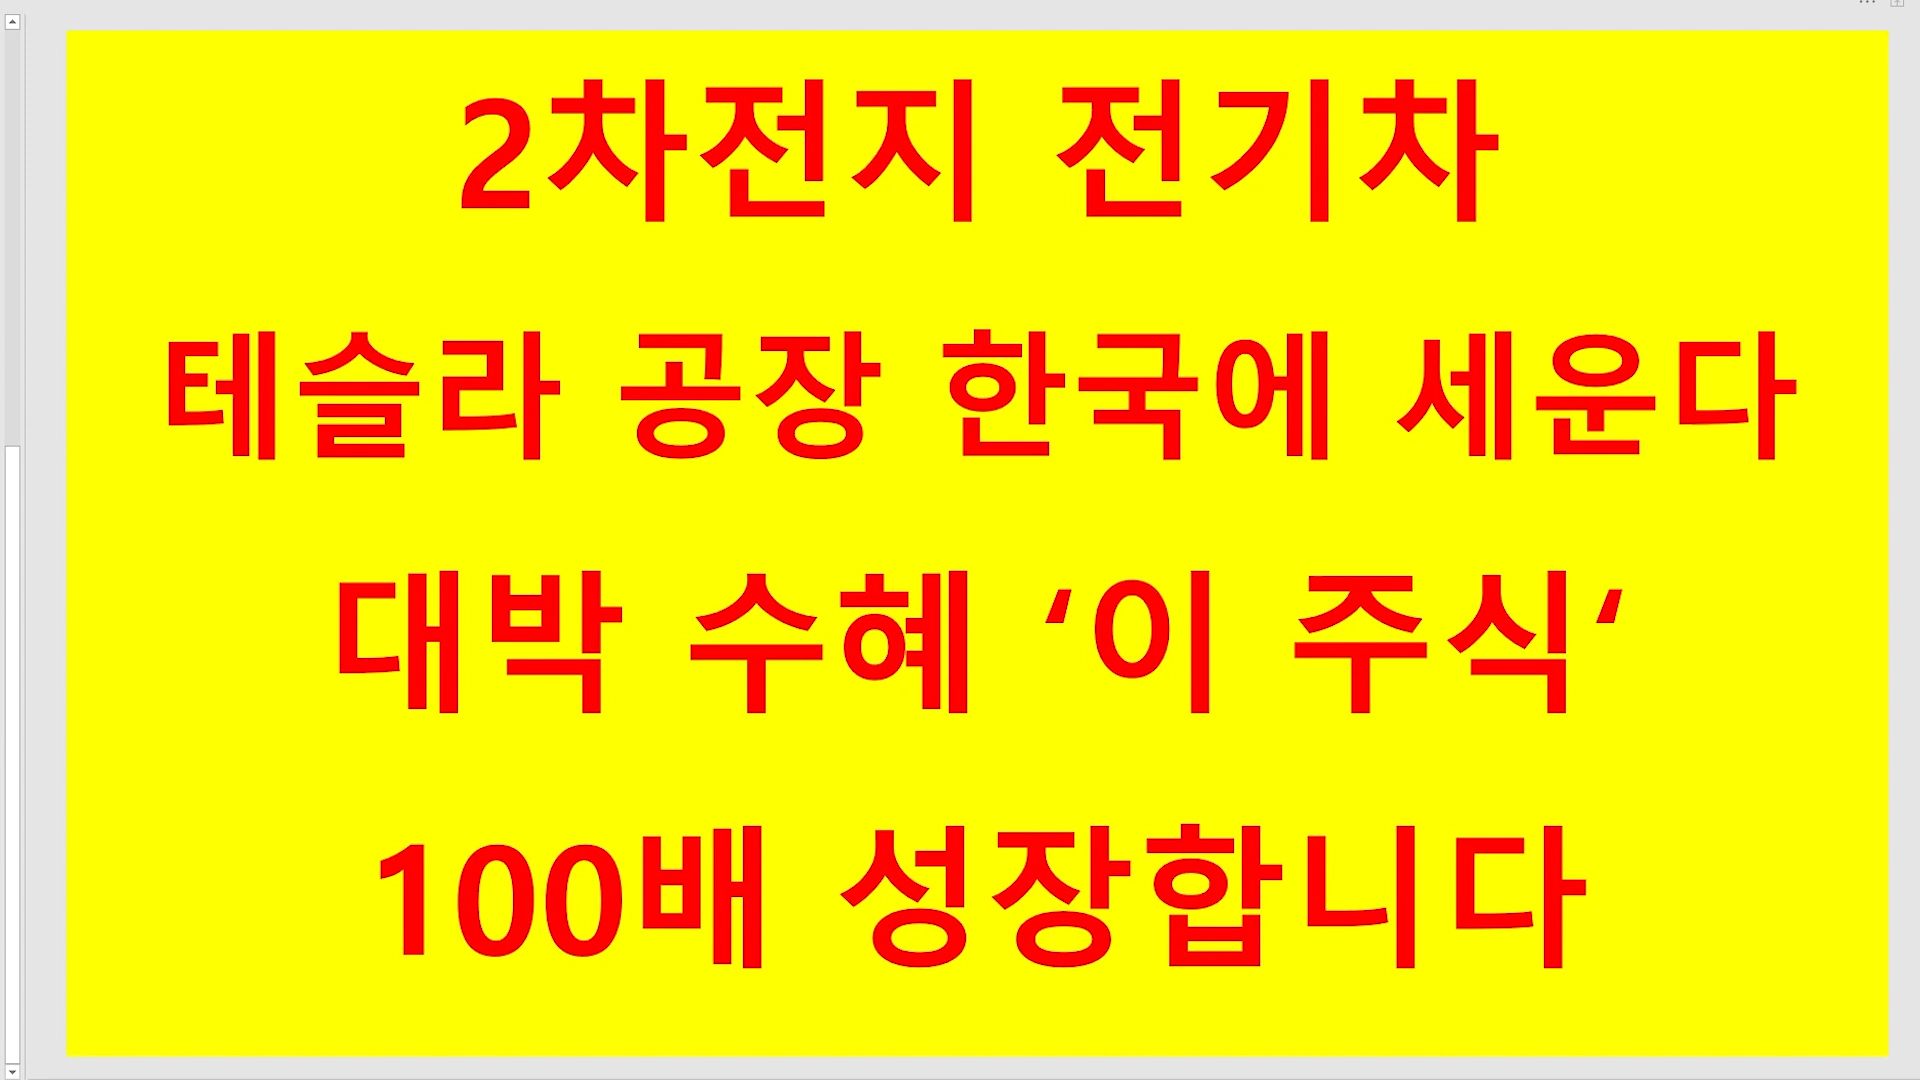 2차전지 전기차
테슬라 공장 한국에 세운다
대박 수혜 ‘이 주식‘
100배 성장합니다